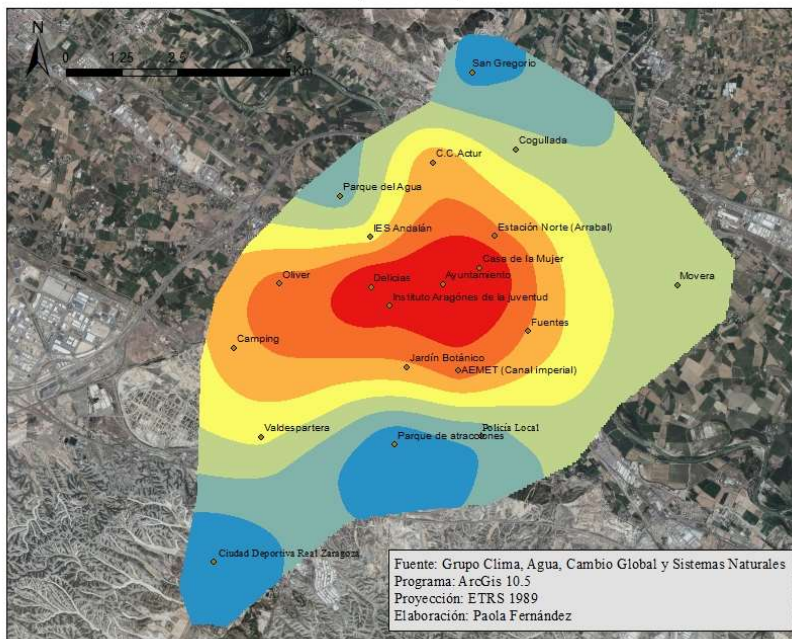 N
0 1.25 2.5 5
Km
San Gregorio
Cogullada
C.C.Actur
Parque del Agua
IES Andalán
Estación Norte (Arrabal)
Casa de la Mujer
Oliver
Delicias
Ayuntamiento
Movera
Instituto Aragónes de la juventud
Fuentes
Camping
Jardín Botánico
AEMET (Canal imperial)
Valdespartera
Policía Local
Parque de atracciones
Ciudad Deportiva Real Zaragoza
Fuente: Grupo Clima, Agua, Cambio Global y Sistemas Naturales
Programa: ArcGis 10.5
Proyección: ETRS 1989
Elaboración: Paola Fernández